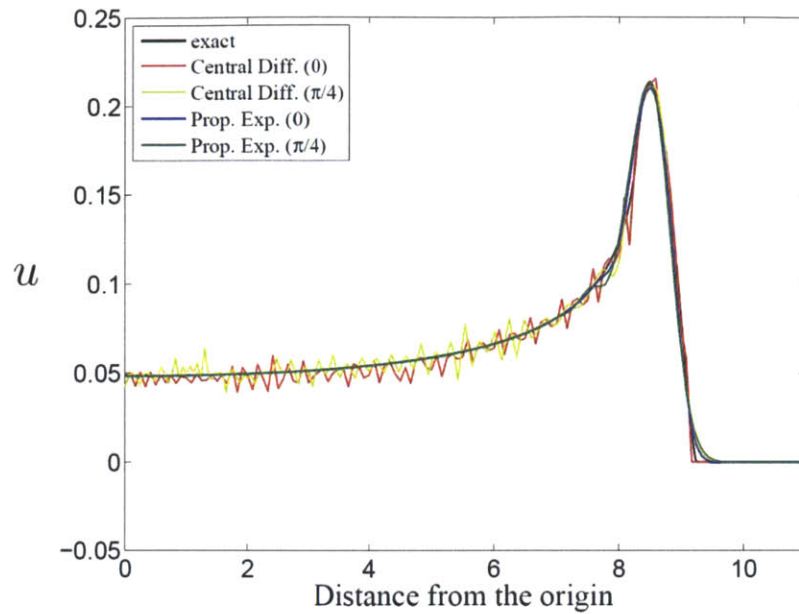 0.25
exact
Central Diff. (0)
Central Diff. (π/4)
Prop. Exp. (0)
Prop. Exp. (π/4)
0.2
0.15
u
0.1
0.05
0
−0.05
0 2 4 6 8 10
Distance from the origin